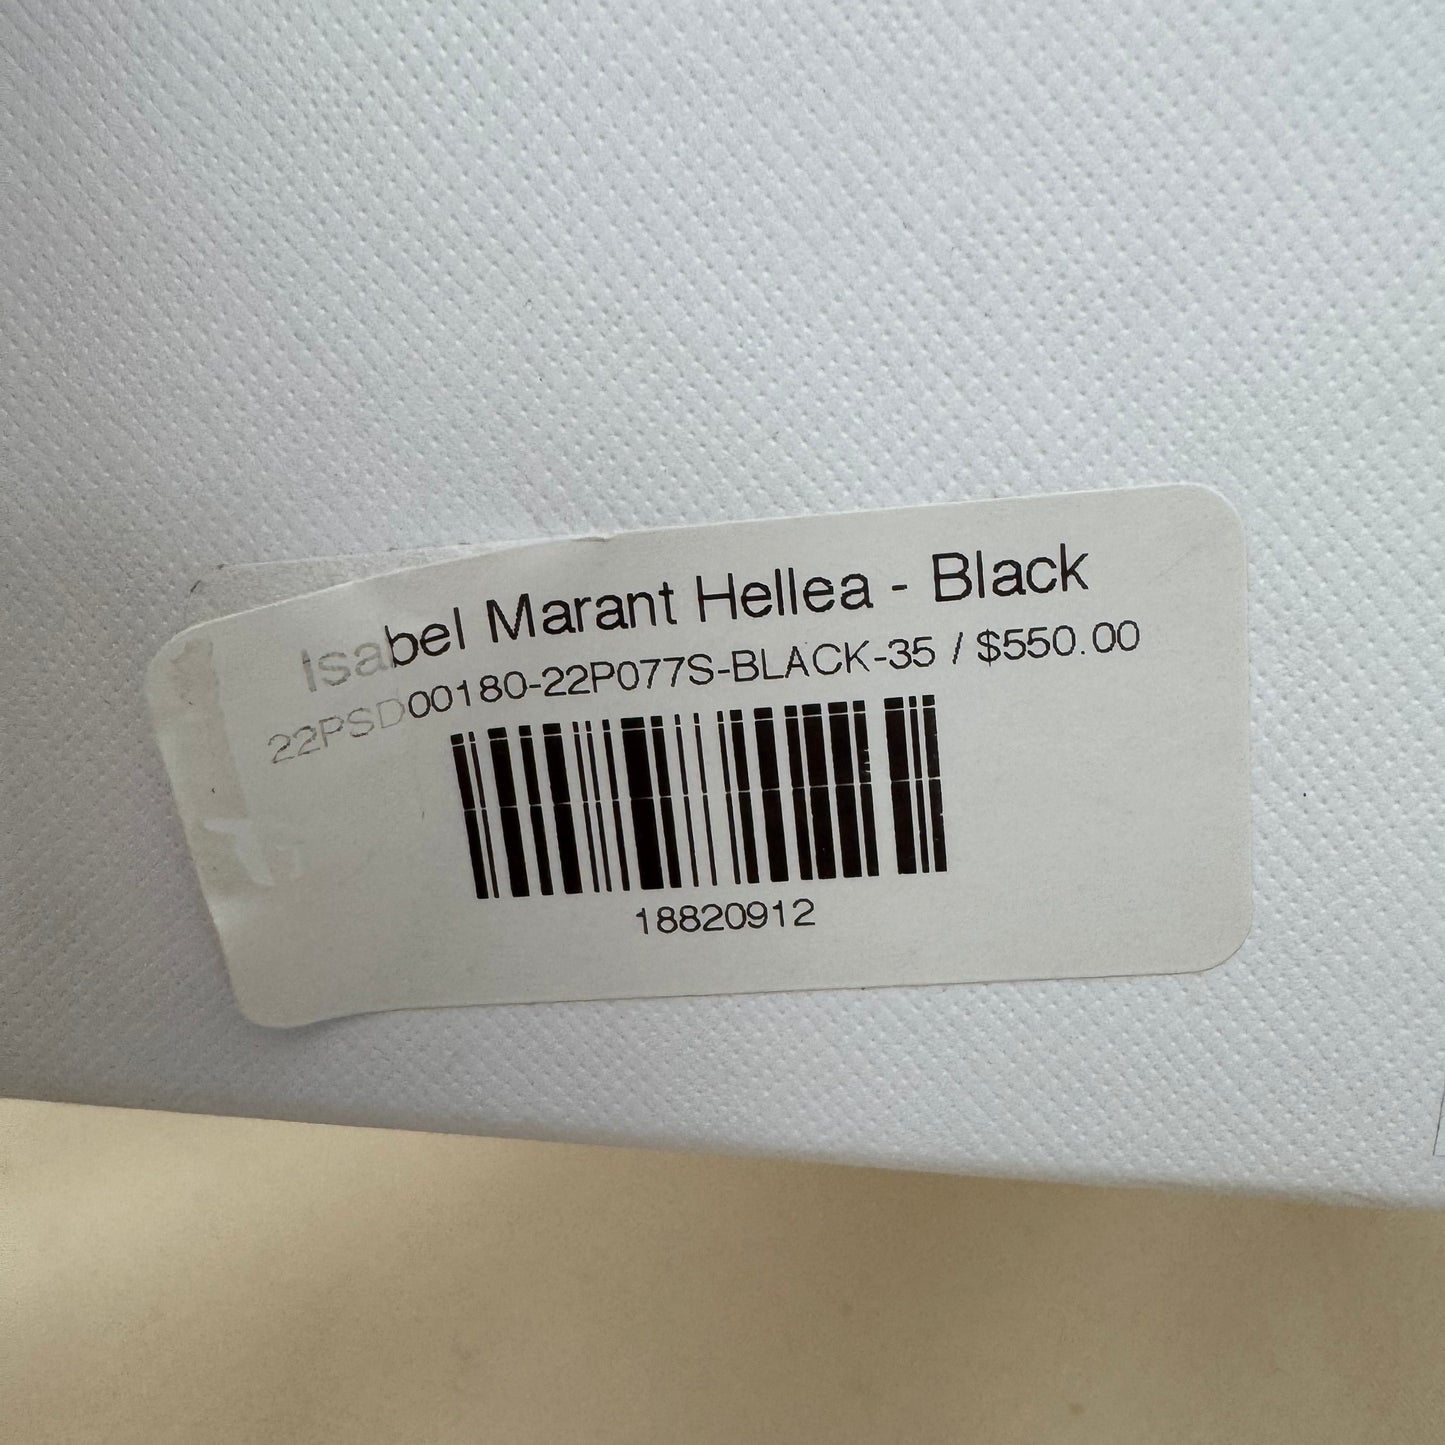 Isabel Marant Hellea - Black
22PSD00180-22P077S-BLACK-35 / $550.00
18820912